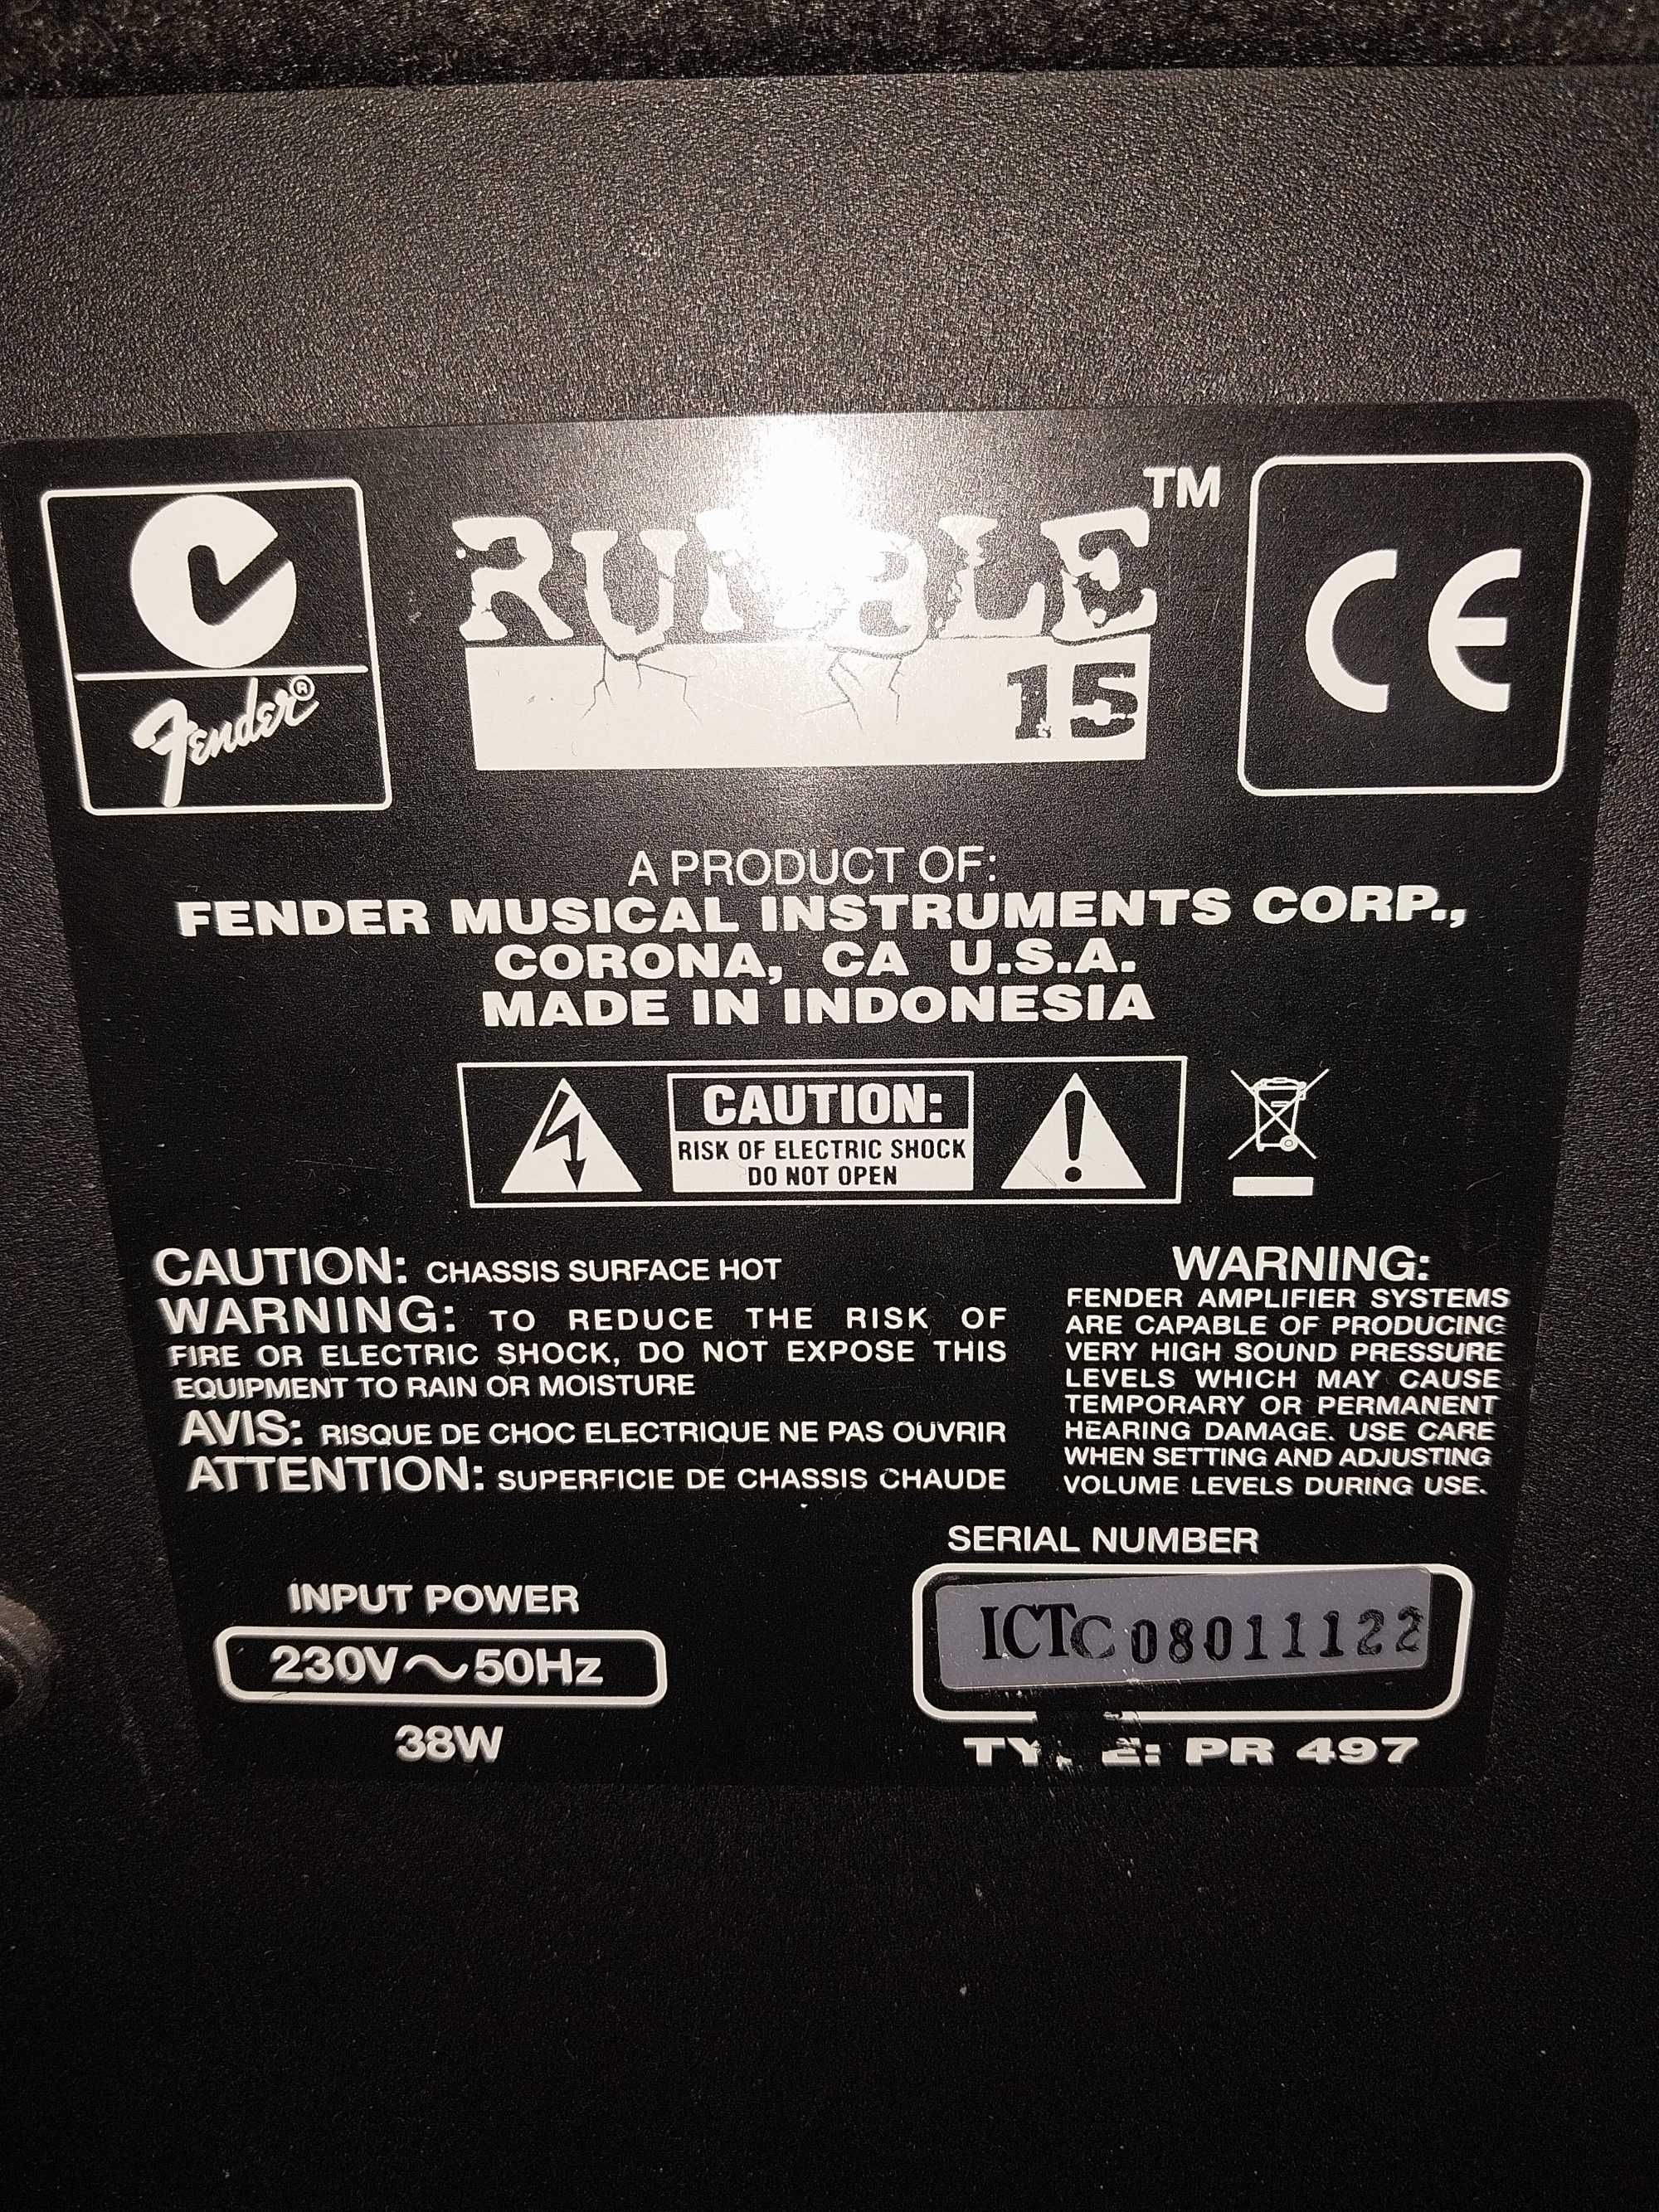 RUMBLE™
15
Fender®
CE
A PRODUCT OF:
FENDER MUSICAL INSTRUMENTS CORP.,
CORONA, CA U.S.A.
MADE IN INDONESIA
CAUTION:
RISK OF ELECTRIC SHOCK
DO NOT OPEN
CAUTION: CHASSIS SURFACE HOT
WARNING: TO REDUCE THE RISK OF
FIRE OR ELECTRIC SHOCK, DO NOT EXPOSE THIS
EQUIPMENT TO RAIN OR MOISTURE
AVIS: RISQUE DE CHOC ELECTRIQUE NE PAS OUVRIR
ATTENTION: SUPERFICIE DE CHASSIS CHAUDE
WARNING:
FENDER AMPLIFIER SYSTEMS
ARE CAPABLE OF PRODUCING
VERY HIGH SOUND PRESSURE
LEVELS WHICH MAY CAUSE
TEMPORARY OR PERMANENT
HEARING DAMAGE. USE CARE
WHEN SETTING AND ADJUSTING
VOLUME LEVELS DURING USE.
INPUT POWER
230V~50Hz
38W
SERIAL NUMBER
ICTC 08011122
TYPE: PR 497